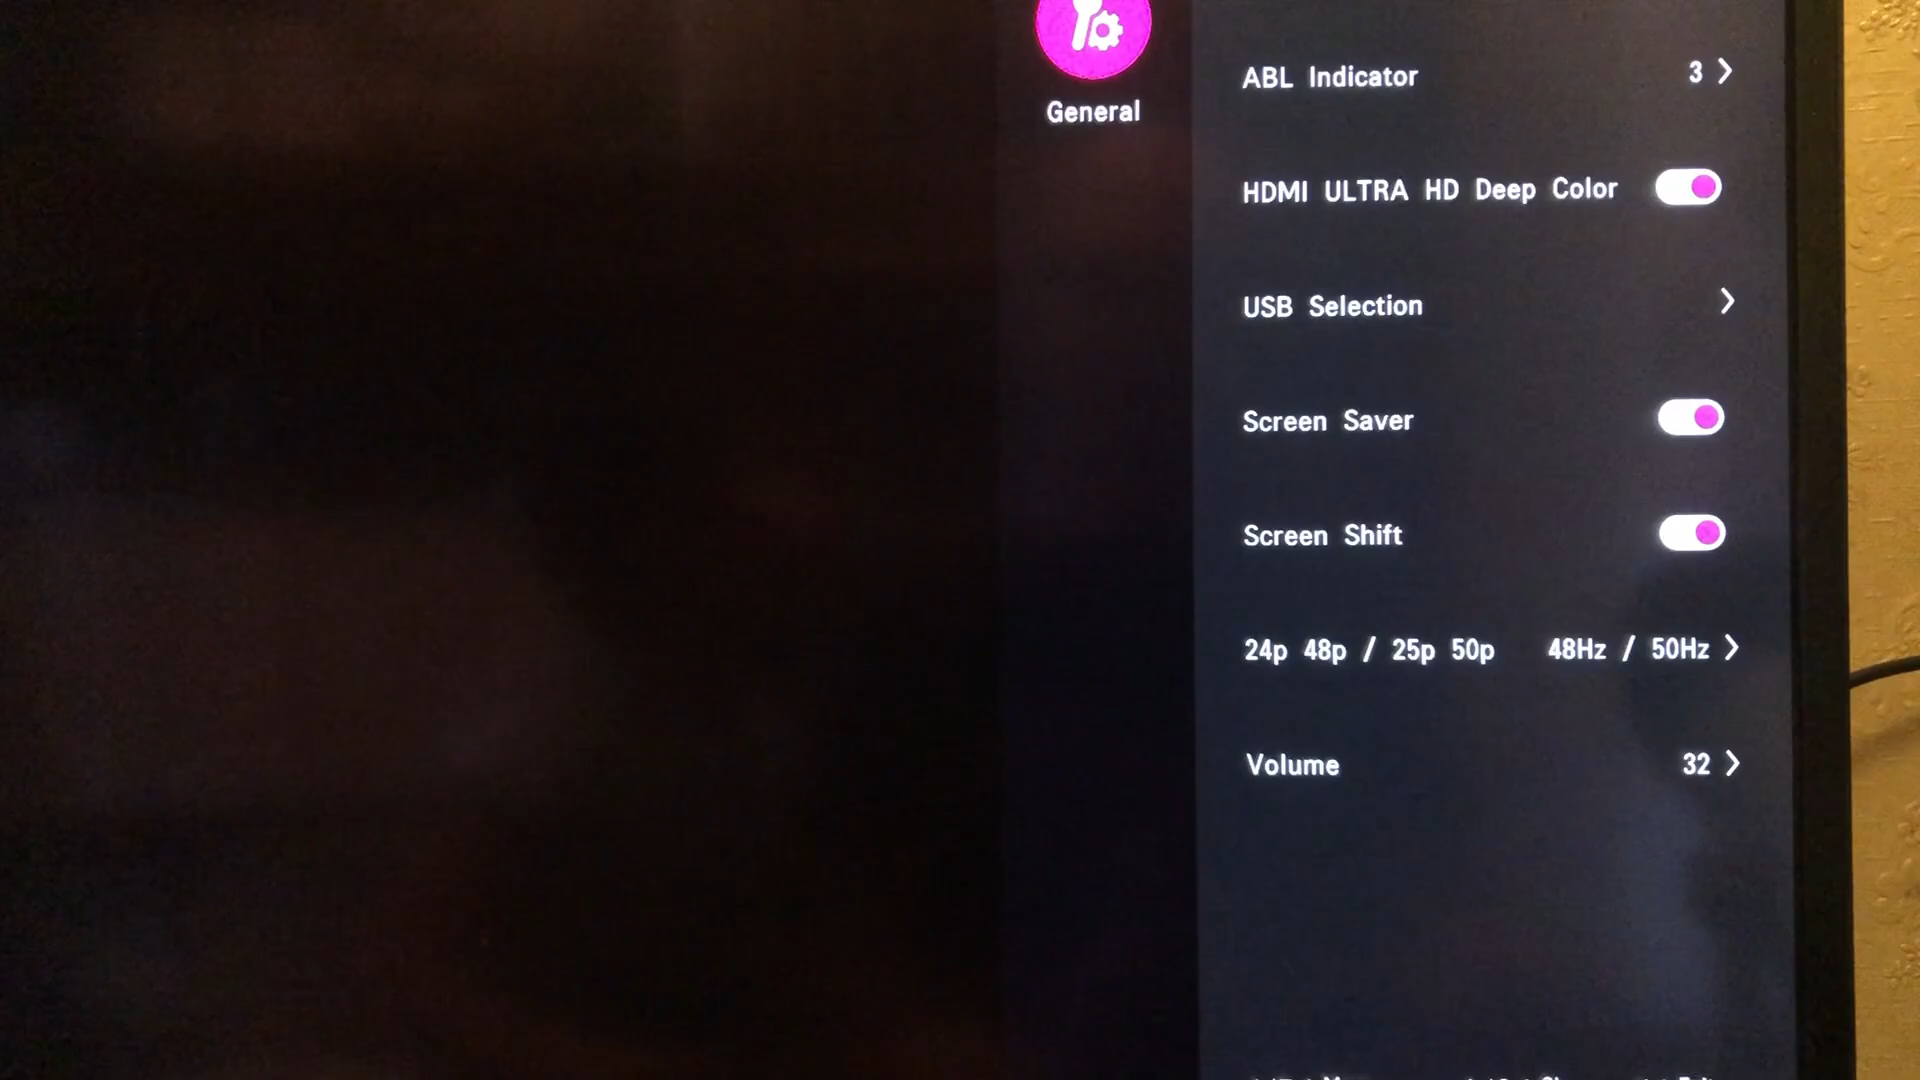 General
ABL Indicator 3
HDMI ULTRA HD Deep Color
USB Selection
Screen Saver
Screen Shift
24p 48p / 25p 50p 48Hz / 50Hz
Volume 32